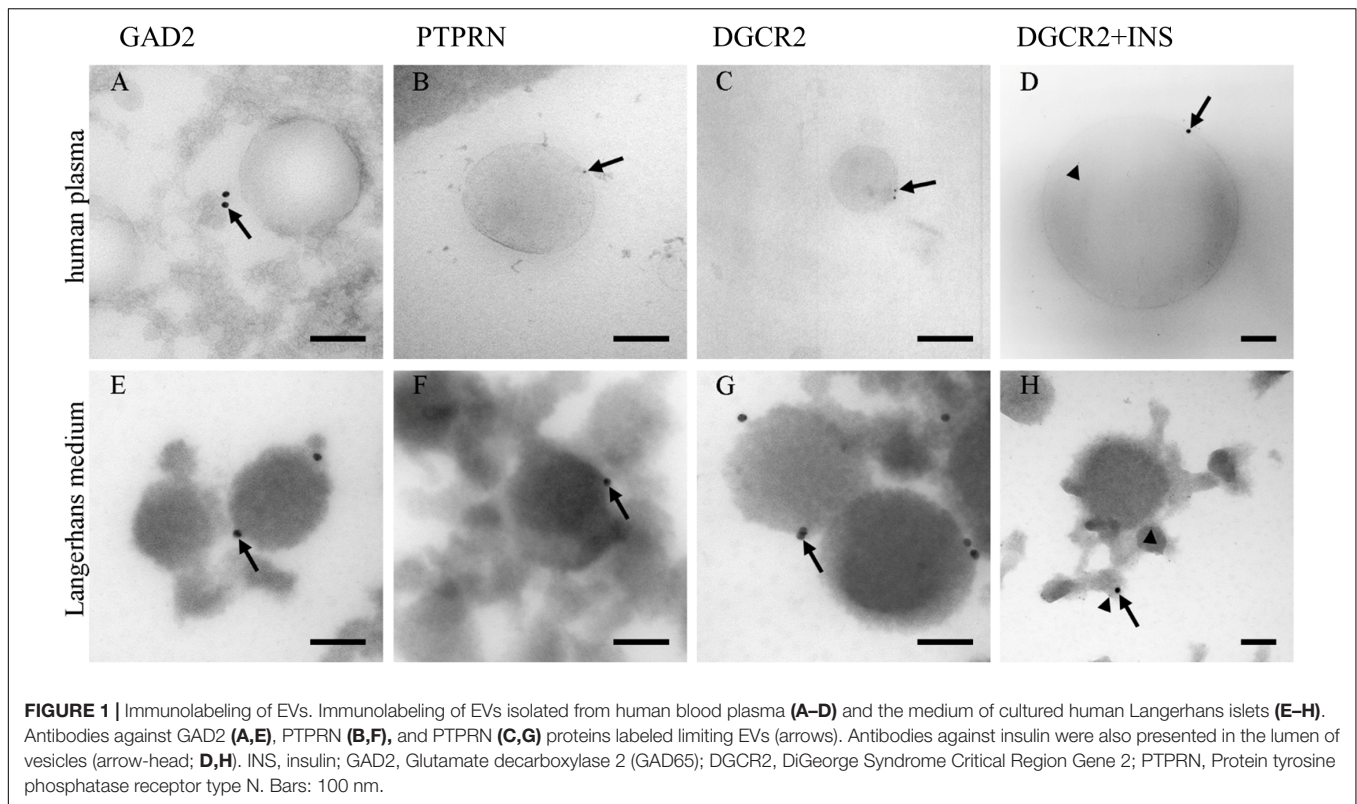 GAD2 PTPRN DGCR2 DGCR2+INS
A B C D
human plasma
E F G H
Langerhans medium
FIGURE 1 | Immunolabeling of EVs. Immunolabeling of EVs isolated from human blood plasma (A–D) and the medium of cultured human Langerhans islets (E–H).
Antibodies against GAD2 (A,E), PTPRN (B,F), and PTPRN (C,G) proteins labeled limiting EVs (arrows). Antibodies against insulin were also presented in the lumen of
vesicles (arrow-head; D,H). INS, insulin; GAD2, Glutamate decarboxylase 2 (GAD65); DGCR2, DiGeorge Syndrome Critical Region Gene 2; PTPRN, Protein tyrosine
phosphatase receptor type N. Bars: 100 nm.